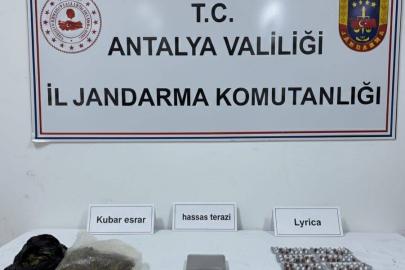 T.C.
ANTALYA VALİLİĞİ
İL JANDARMA KOMUTANLIĞI
Kubar esrar
hassas terazi
Lyrica